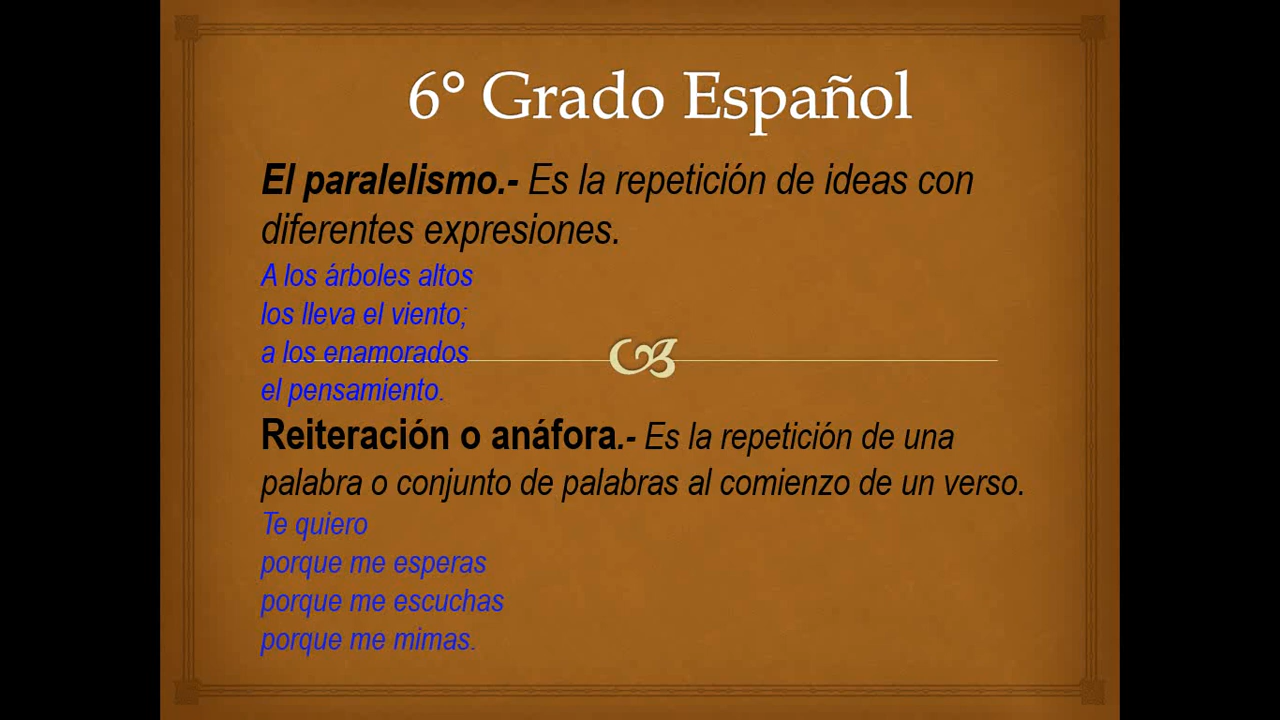 6° Grado Español
El paralelismo.- Es la repetición de ideas con
diferentes expresiones.
A los árboles altos
los lleva el viento;
a los enamorados
el pensamiento.
Reiteración o anáfora.- Es la repetición de una
palabra o conjunto de palabras al comienzo de un verso.
Te quiero
porque me esperas
porque me escuchas
porque me mimas.